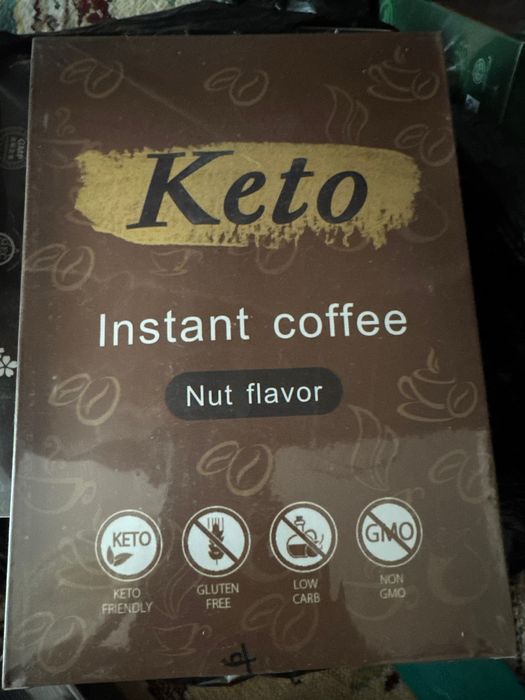 Keto
Instant coffee
Nut flavor
KETO
GMO
KETO
FRIENDLY
GLUTEN
FREE
LOW
CARB
NON
GMO